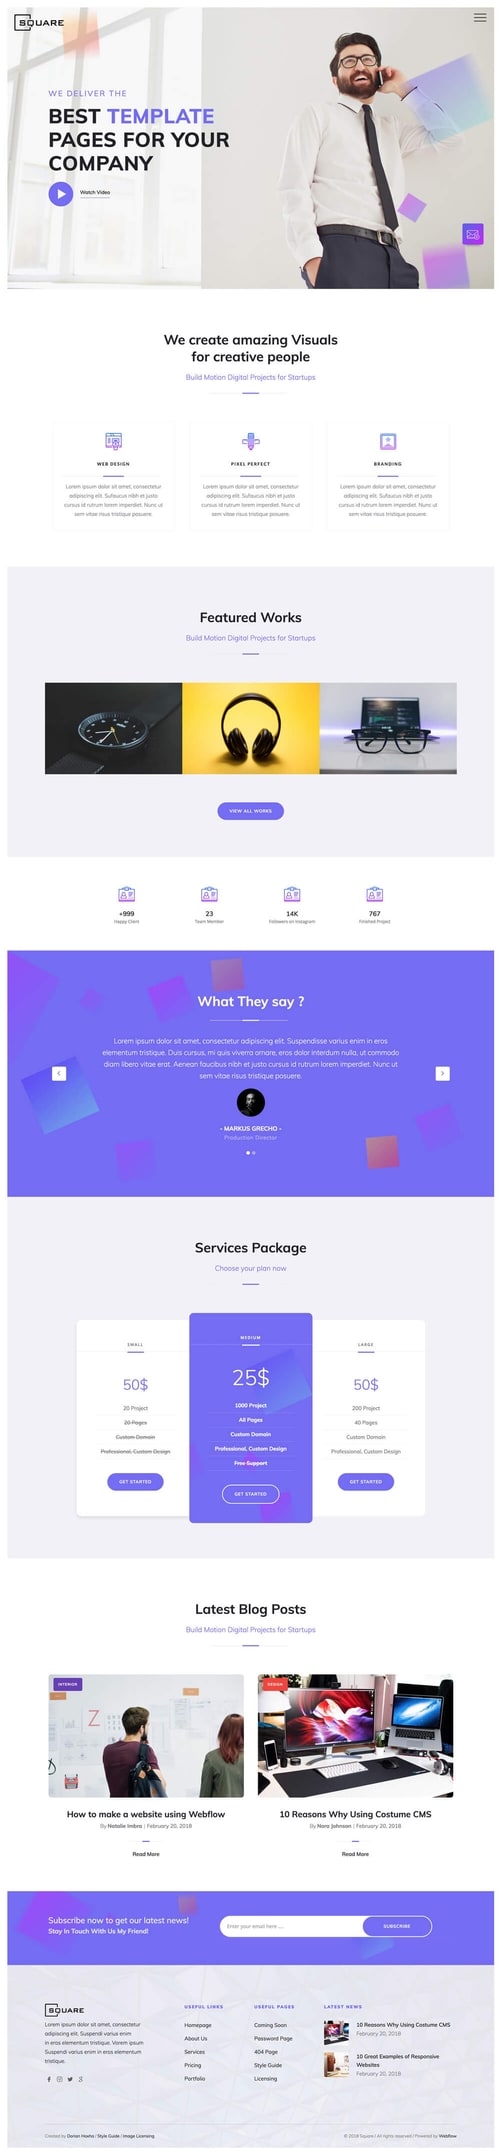 SQUARE
WE DELIVER THE
BEST TEMPLATE
PAGES FOR YOUR
COMPANY
Watch Video
We create amazing Visuals
for creative people
Build Motion Digital Projects for Startups
WEB DESIGN
Lorem ipsum dolor sit amet, consectetur
adipiscing elit. Sufaucus nibh et justo
cursus id rutrum lorem imperdiet. Nunc ut
sem vitae risus tristique posuere.
PIXEL PERFECT
Lorem ipsum dolor sit amet, consectetur
adipiscing elit. Sufaucus nibh et justo
cursus id rutrum lorem imperdiet. Nunc ut
sem vitae risus tristique posuere.
BRANDING
Lorem ipsum dolor sit amet, consectetur
adipiscing elit. Sufaucus nibh et justo
cursus id rutrum lorem imperdiet. Nunc ut
sem vitae risus tristique posuere.
Featured Works
Build Motion Digital Projects for Startups
VIEW ALL WORKS
+999
Happy Client
23
Team Member
14K
Followers on Instagram
767
Finished Project
What They say ?
Lorem ipsum dolor sit amet, consectetur adipiscing elit. Suspendisse varius enim in eros
elementum tristique. Duis cursus, mi quis viverra ornare, eros dolor interdum nulla, ut commodo
diam libero vitae erat. Aenean faucibus nibh et justo cursus id rutrum lorem imperdiet. Nunc ut
sem vitae risus tristique posuere.
- MARKUS GRECHO -
Production Director
Services Package
Choose your plan now
SMALL
50$
20 Project
20 Pages
Custom Domain
Professional, Custom Design
GET STARTED
MEDIUM
25$
1000 Project
All Pages
Custom Domain
Professional, Custom Design
Free Support
GET STARTED
LARGE
50$
200 Project
40 Pages
Custom Domain
Professional, Custom Design
GET STARTED
Latest Blog Posts
Build Motion Digital Projects for Startups
INTERIOR
Z
How to make a website using Webflow
By Natalie Imbra | February 20, 2018
Read More
DESIGN
10 Reasons Why Using Costume CMS
By Nora Johnson | February 20, 2018
Read More
Subscribe now to get our latest news!
Stay In Touch With Us My Friend!
Enter your email here ....
SUBSCRIBE
SQUARE
Lorem ipsum dolor sit amet, consectetur
adipiscing elit. Suspendi varius enim
in eros elementum tristique. Vorem ipsum
Suspendi varius enim in eros elementum
tristique.
USEFUL LINKS
Homepage
About Us
Services
Pricing
Portfolio
USEFUL PAGES
Coming Soon
Password Page
404 Page
Style Guide
Licensing
LATEST NEWS
10 Reasons Why Using Costume CMS
February 20, 2018
10 Great Examples of Responsive
Websites
February 20, 2018
Created by Dorian Hoxha | Style Guide / Image Licensing
© 2018 Square | All rights reserved | Powered by Webflow